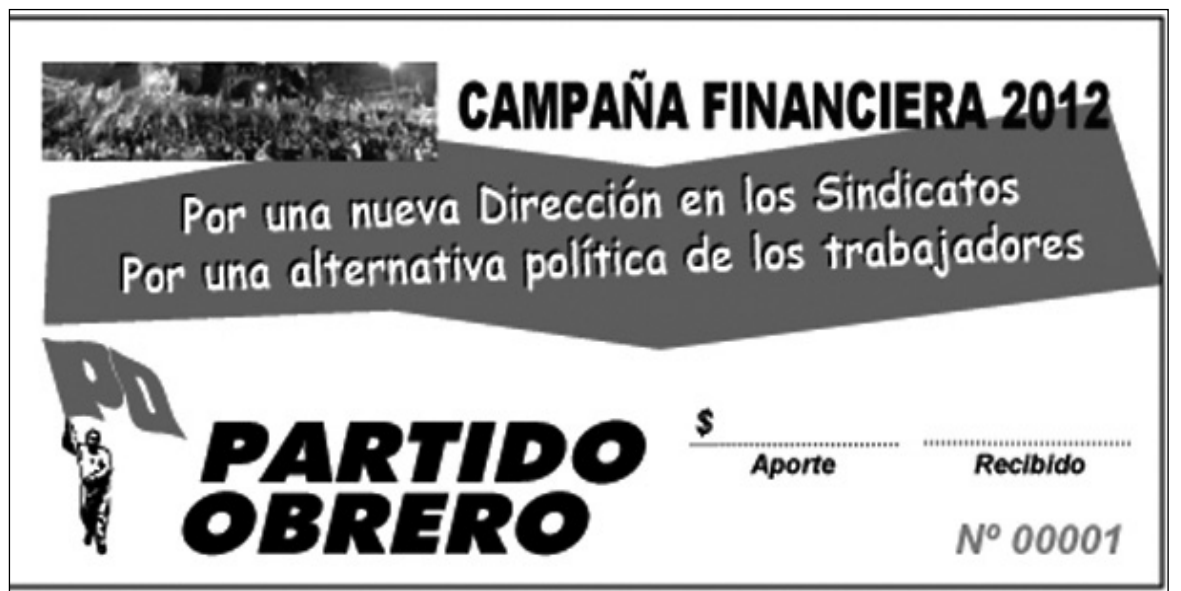 CAMPAÑA FINANCIERA 2012
Por una nueva Dirección en los Sindicatos
Por una alternativa política de los trabajadores
PO
PARTIDO
OBRERO
$
Aporte
Recibido
Nº 00001